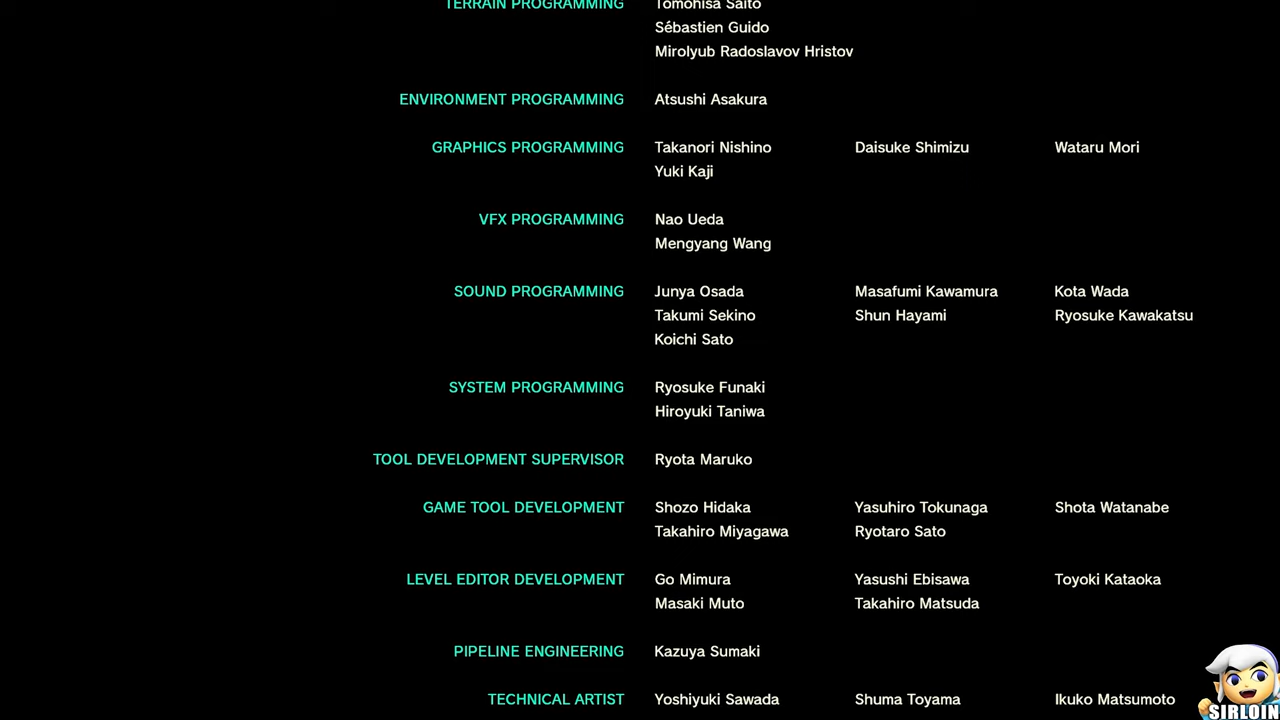 TERRAIN PROGRAMMING Tomohisa Saito
Sébastien Guido
Mirolyub Radoslavov Hristov
ENVIRONMENT PROGRAMMING Atsushi Asakura
GRAPHICS PROGRAMMING Takanori Nishino Daisuke Shimizu Wataru Mori
Yuki Kaji
VFX PROGRAMMING Nao Ueda
Mengyang Wang
SOUND PROGRAMMING Junya Osada Masafumi Kawamura Kota Wada
Takumi Sekino Shun Hayami Ryosuke Kawakatsu
Koichi Sato
SYSTEM PROGRAMMING Ryosuke Funaki
Hiroyuki Taniwa
TOOL DEVELOPMENT SUPERVISOR Ryota Maruko
GAME TOOL DEVELOPMENT Shozo Hidaka Yasuhiro Tokunaga Shota Watanabe
Takahiro Miyagawa Ryotaro Sato
LEVEL EDITOR DEVELOPMENT Go Mimura Yasushi Ebisawa Toyoki Kataoka
Masaki Muto Takahiro Matsuda
PIPELINE ENGINEERING Kazuya Sumaki
TECHNICAL ARTIST Yoshiyuki Sawada Shuma Toyama Ikuko Matsumoto
SIRLOIN